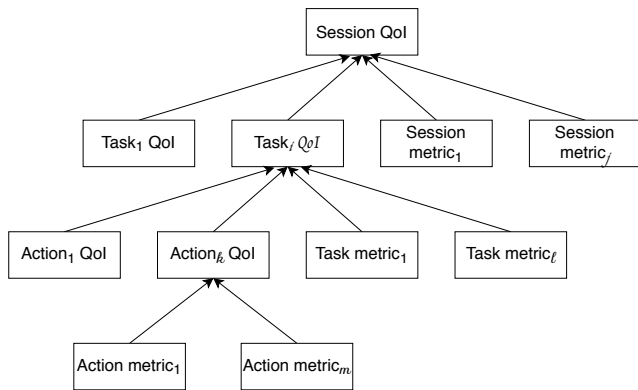 Session QoI
Task₁ QoI
Taskᵢ QoI
Session
metric₁
Session
metricⱼ
Action₁ QoI
Actionₖ QoI
Task metric₁
Task metricℓ
Action metric₁
Action metricₘ